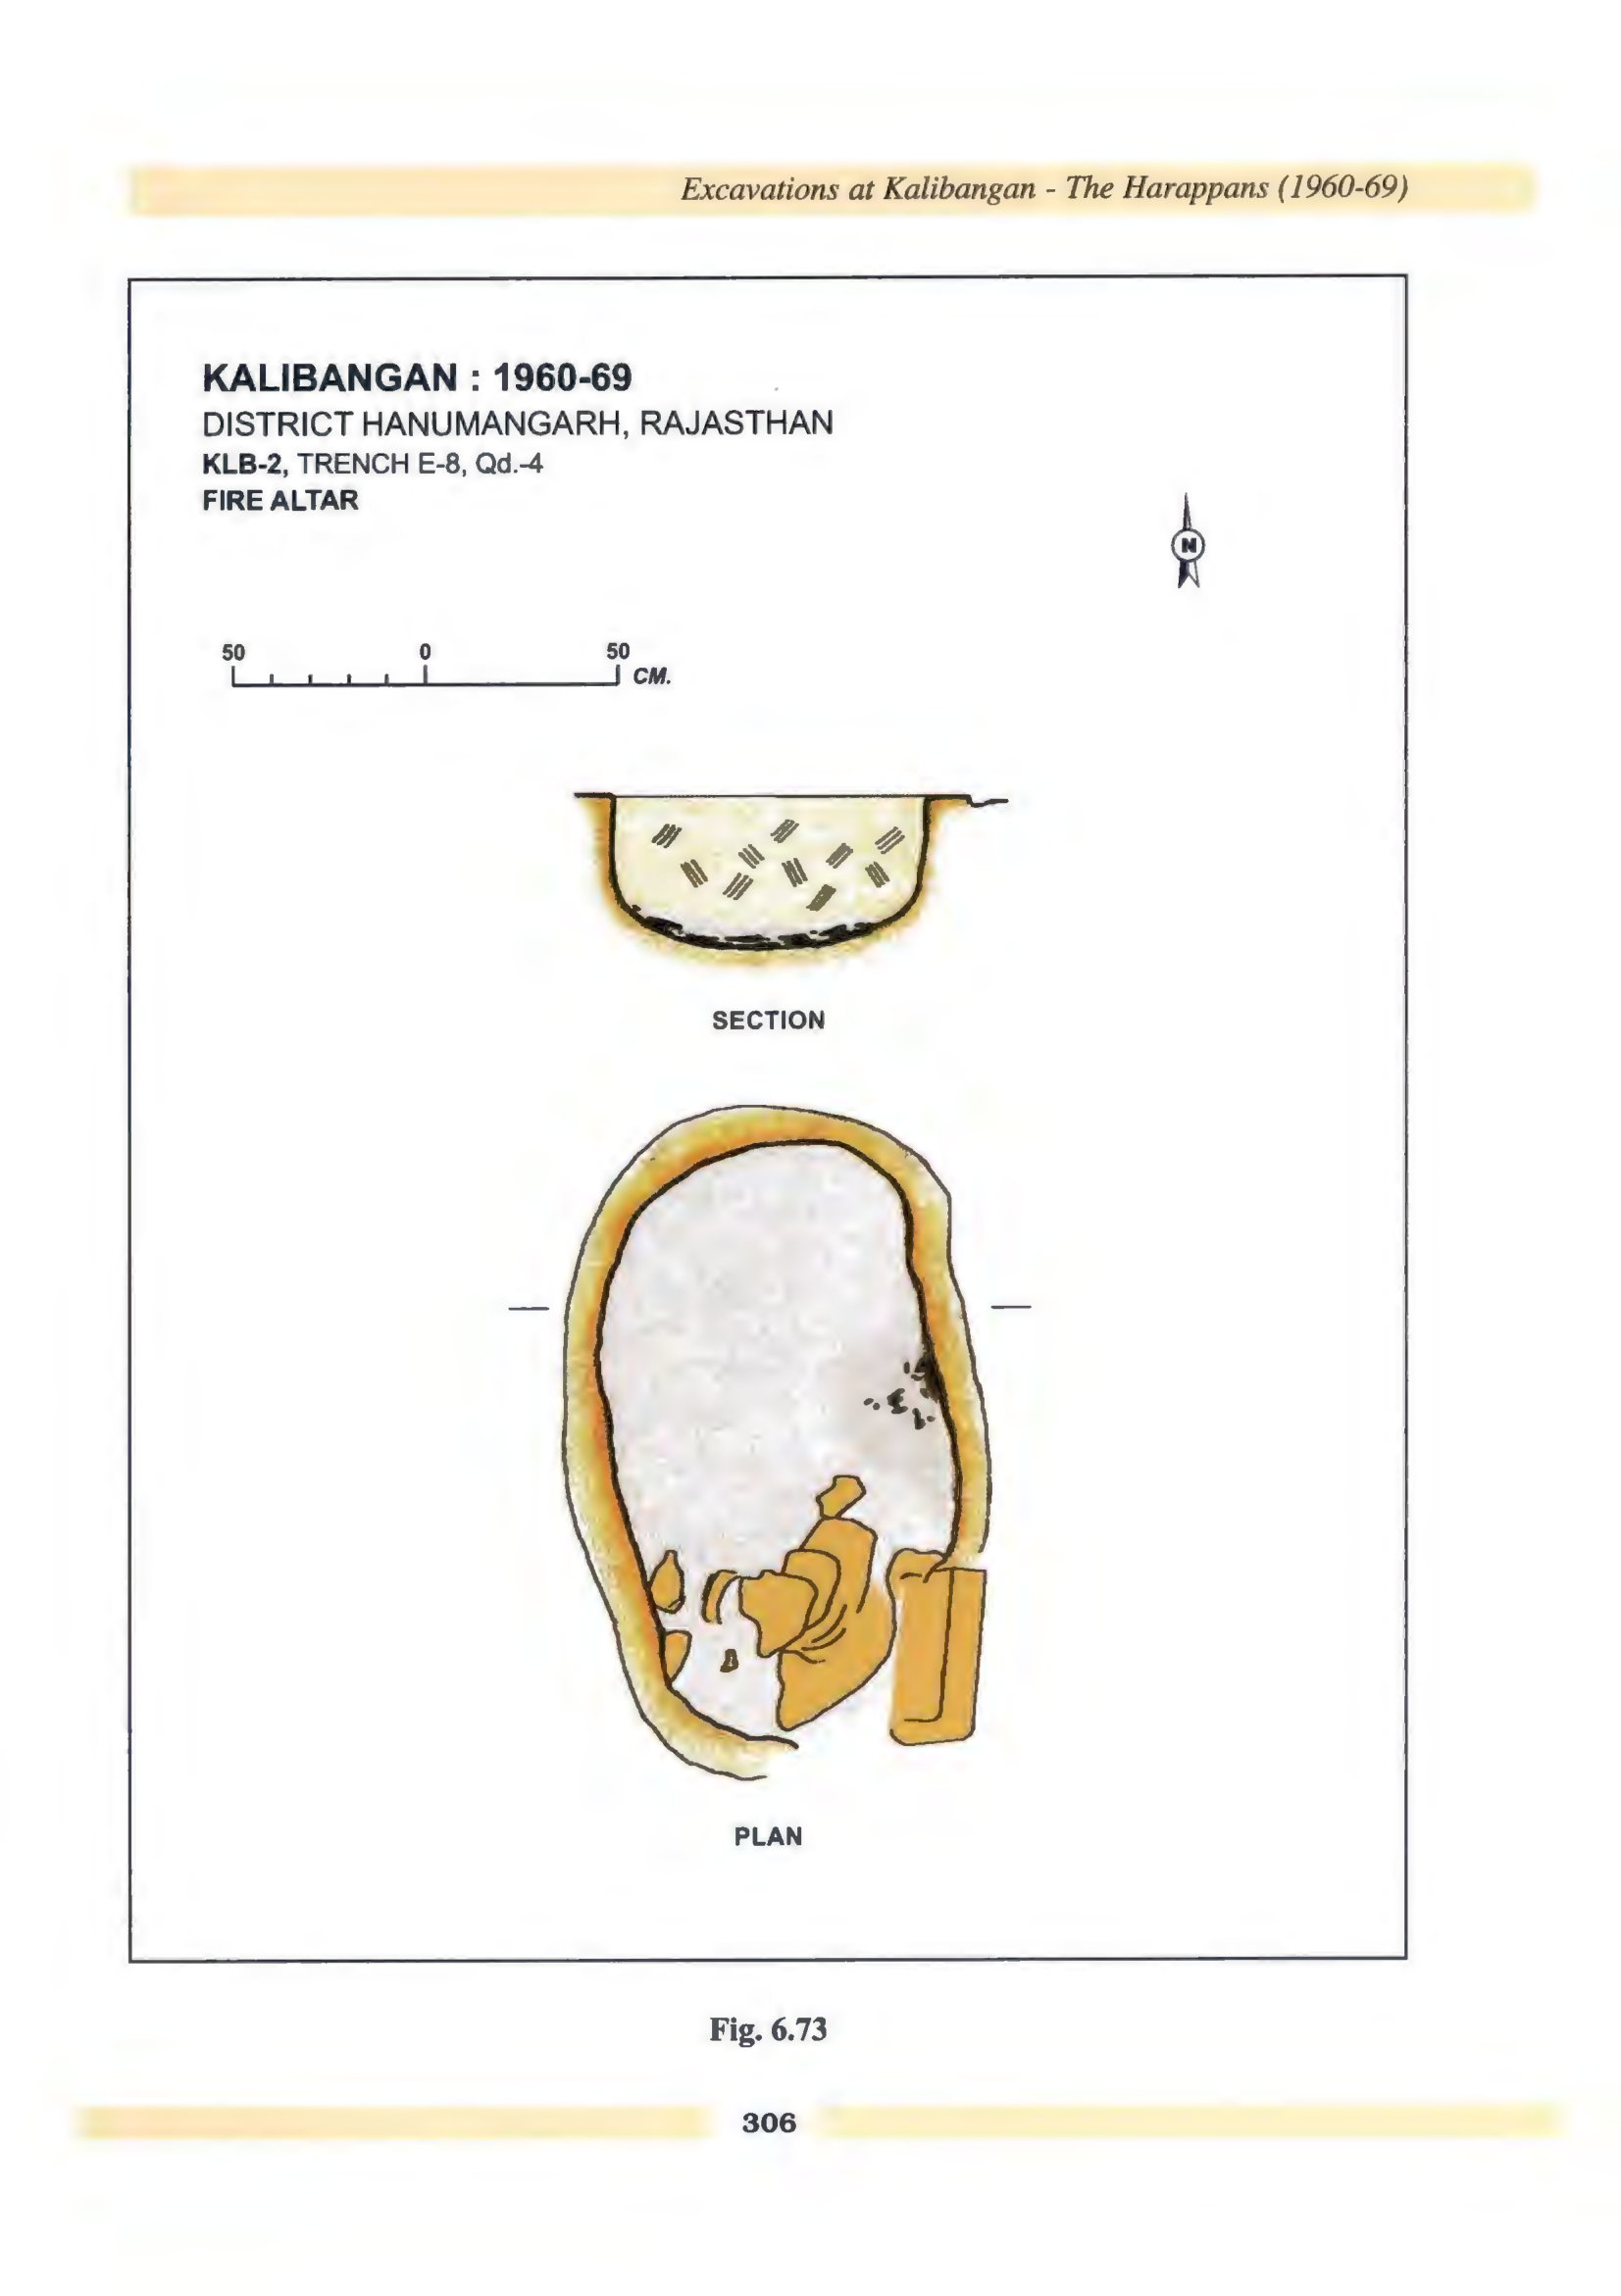 Excavations at Kalibangan - The Harappans (1960-69)
KALIBANGAN : 1960-69
DISTRICT HANUMANGARH, RAJASTHAN
KLB-2, TRENCH E-8, Qd.-4
FIRE ALTAR
N
50 0 50
CM.
SECTION
PLAN
Fig. 6.73
306